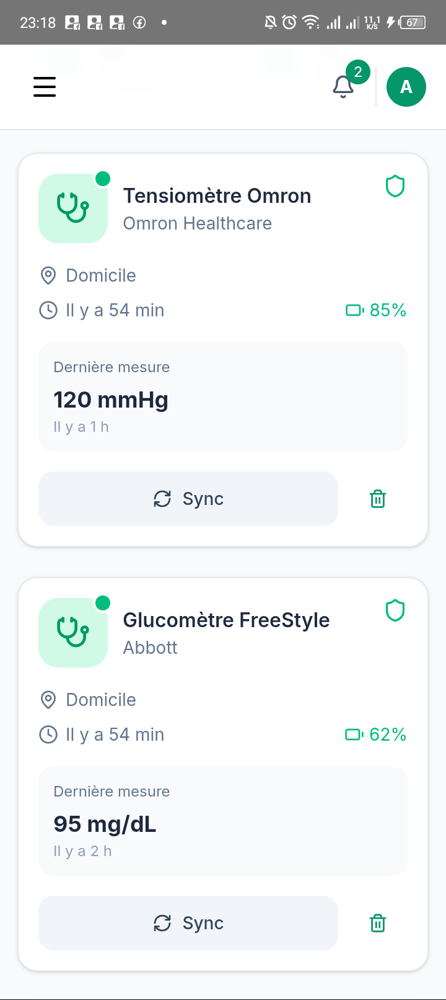 23:18
11,1
K/S
67
2
A
Tensiomètre Omron
Omron Healthcare
Domicile
Il y a 54 min
85%
Dernière mesure
120 mmHg
Il y a 1 h
Sync
Glucomètre FreeStyle
Abbott
Domicile
Il y a 54 min
62%
Dernière mesure
95 mg/dL
Il y a 2 h
Sync